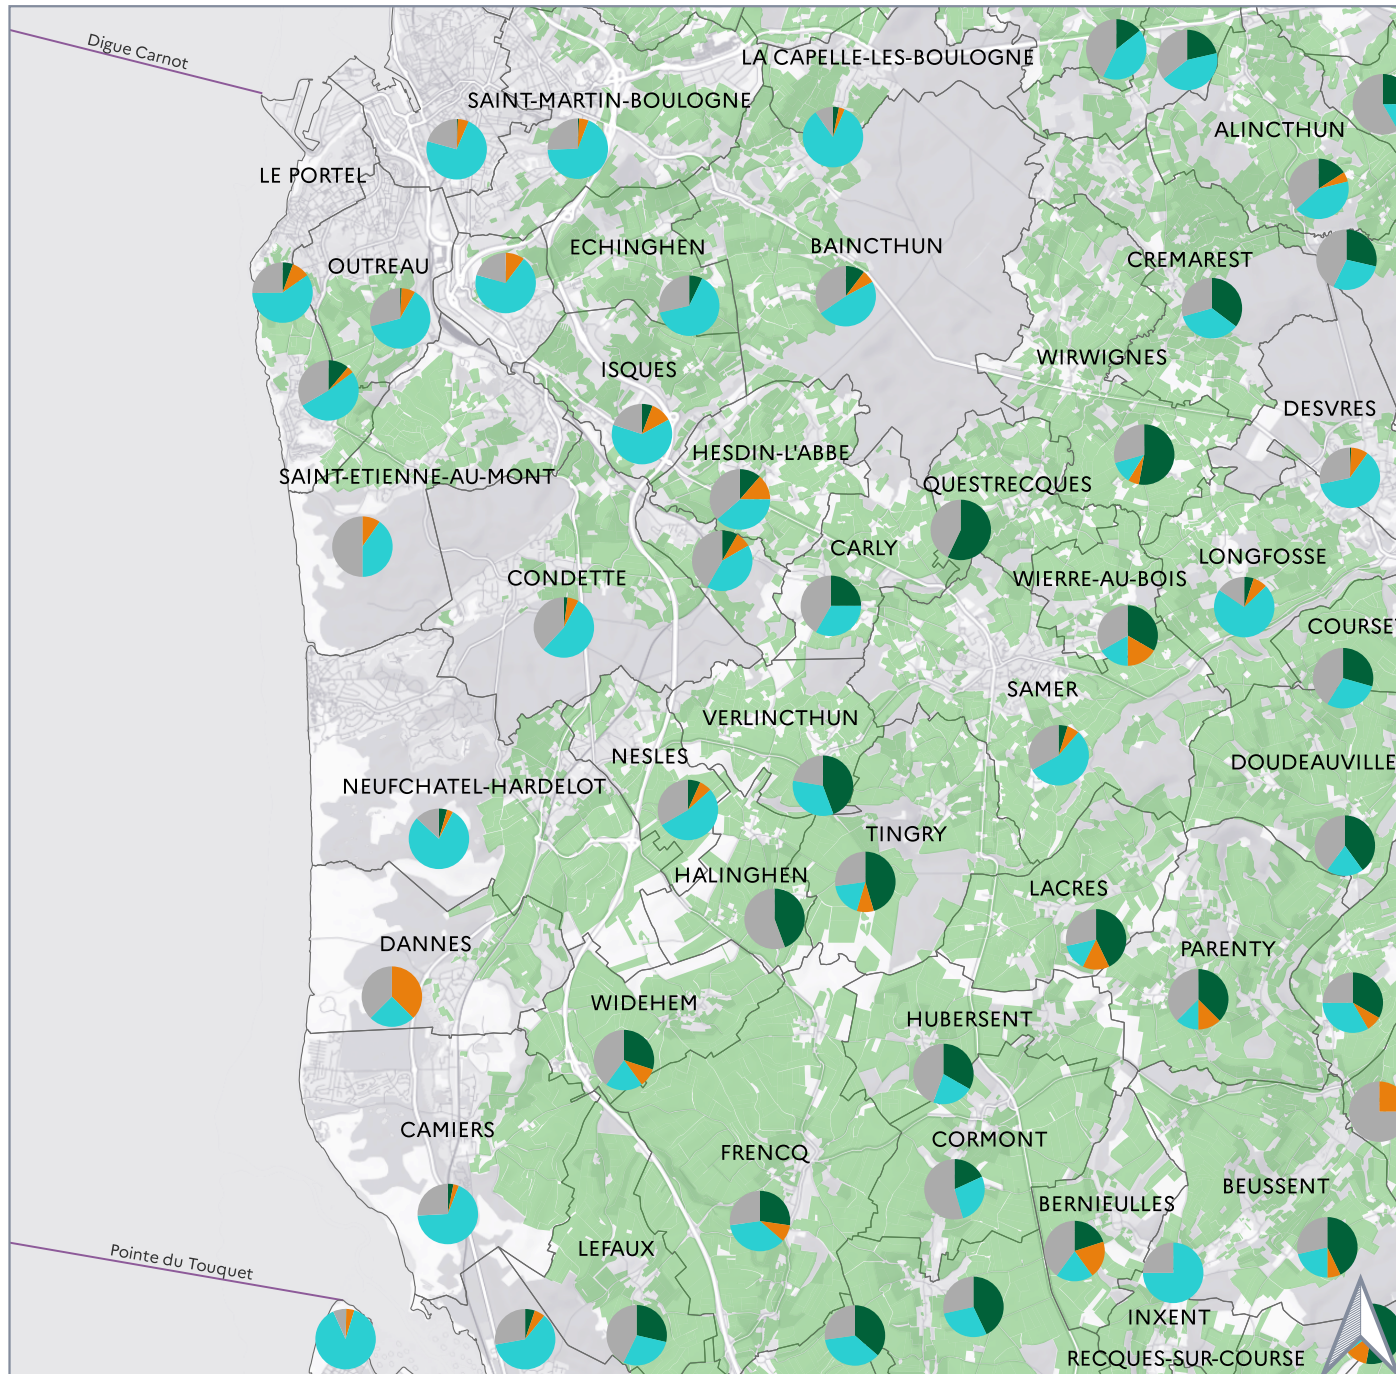 Digue Carnot
LA CAPELLE-LES-BOULOGNE
SAINT-MARTIN-BOULOGNE
ALINCTHUN
LE PORTEL
ECHINGHEN
BAINCTHUN
CREMAREST
OUTREAU
WIRWIGNES
ISQUES
DESVRES
HESDIN-L'ABBE
SAINT-ETIENNE-AU-MONT
QUESTRECQUES
CARLY
LONGFOSSE
CONDETTE
WIERRE-AU-BOIS
COURSET
SAMER
VERLINCTHUN
NESLES
DOUDEAUVILLE
NEUFCHATEL-HARDELOT
TINGRY
HALINGHEN
LACRES
DANNES
PARENTY
WIDEHEM
HUBERSENT
CAMIERS
CORMONT
FRENCQ
BEUSSENT
BERNIEULLES
LEFAUX
Pointe du Touquet
INXENT
RECQUES-SUR-COURSE